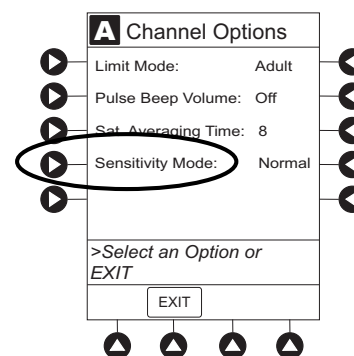 A Channel Options
Limit Mode: Adult
Pulse Beep Volume: Off
Sat. Averaging Time: 8
Sensitivity Mode: Normal
>Select an Option or
EXIT
EXIT